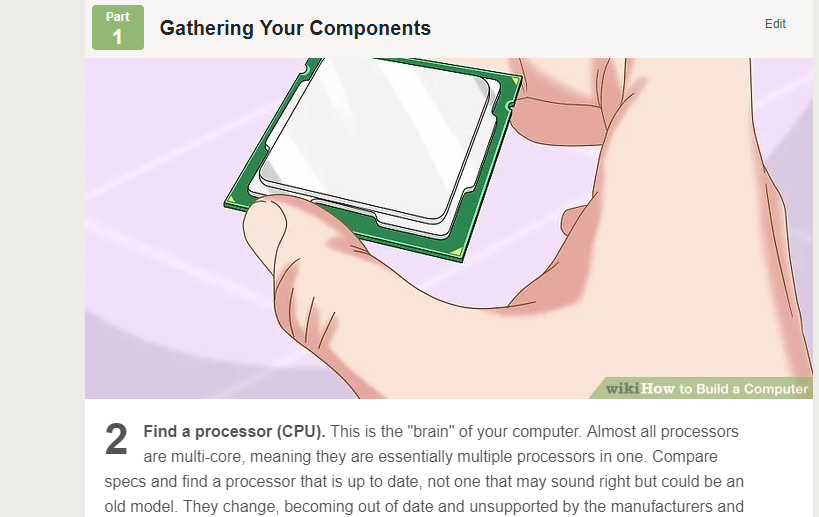 Part
1
Gathering Your Components
Edit
wikiHow to Build a Computer
2 Find a processor (CPU). This is the "brain" of your computer. Almost all processors
are multi-core, meaning they are essentially multiple processors in one. Compare
specs and find a processor that is up to date, not one that may sound right but could be an
old model. They change, becoming out of date and unsupported by the manufacturers and